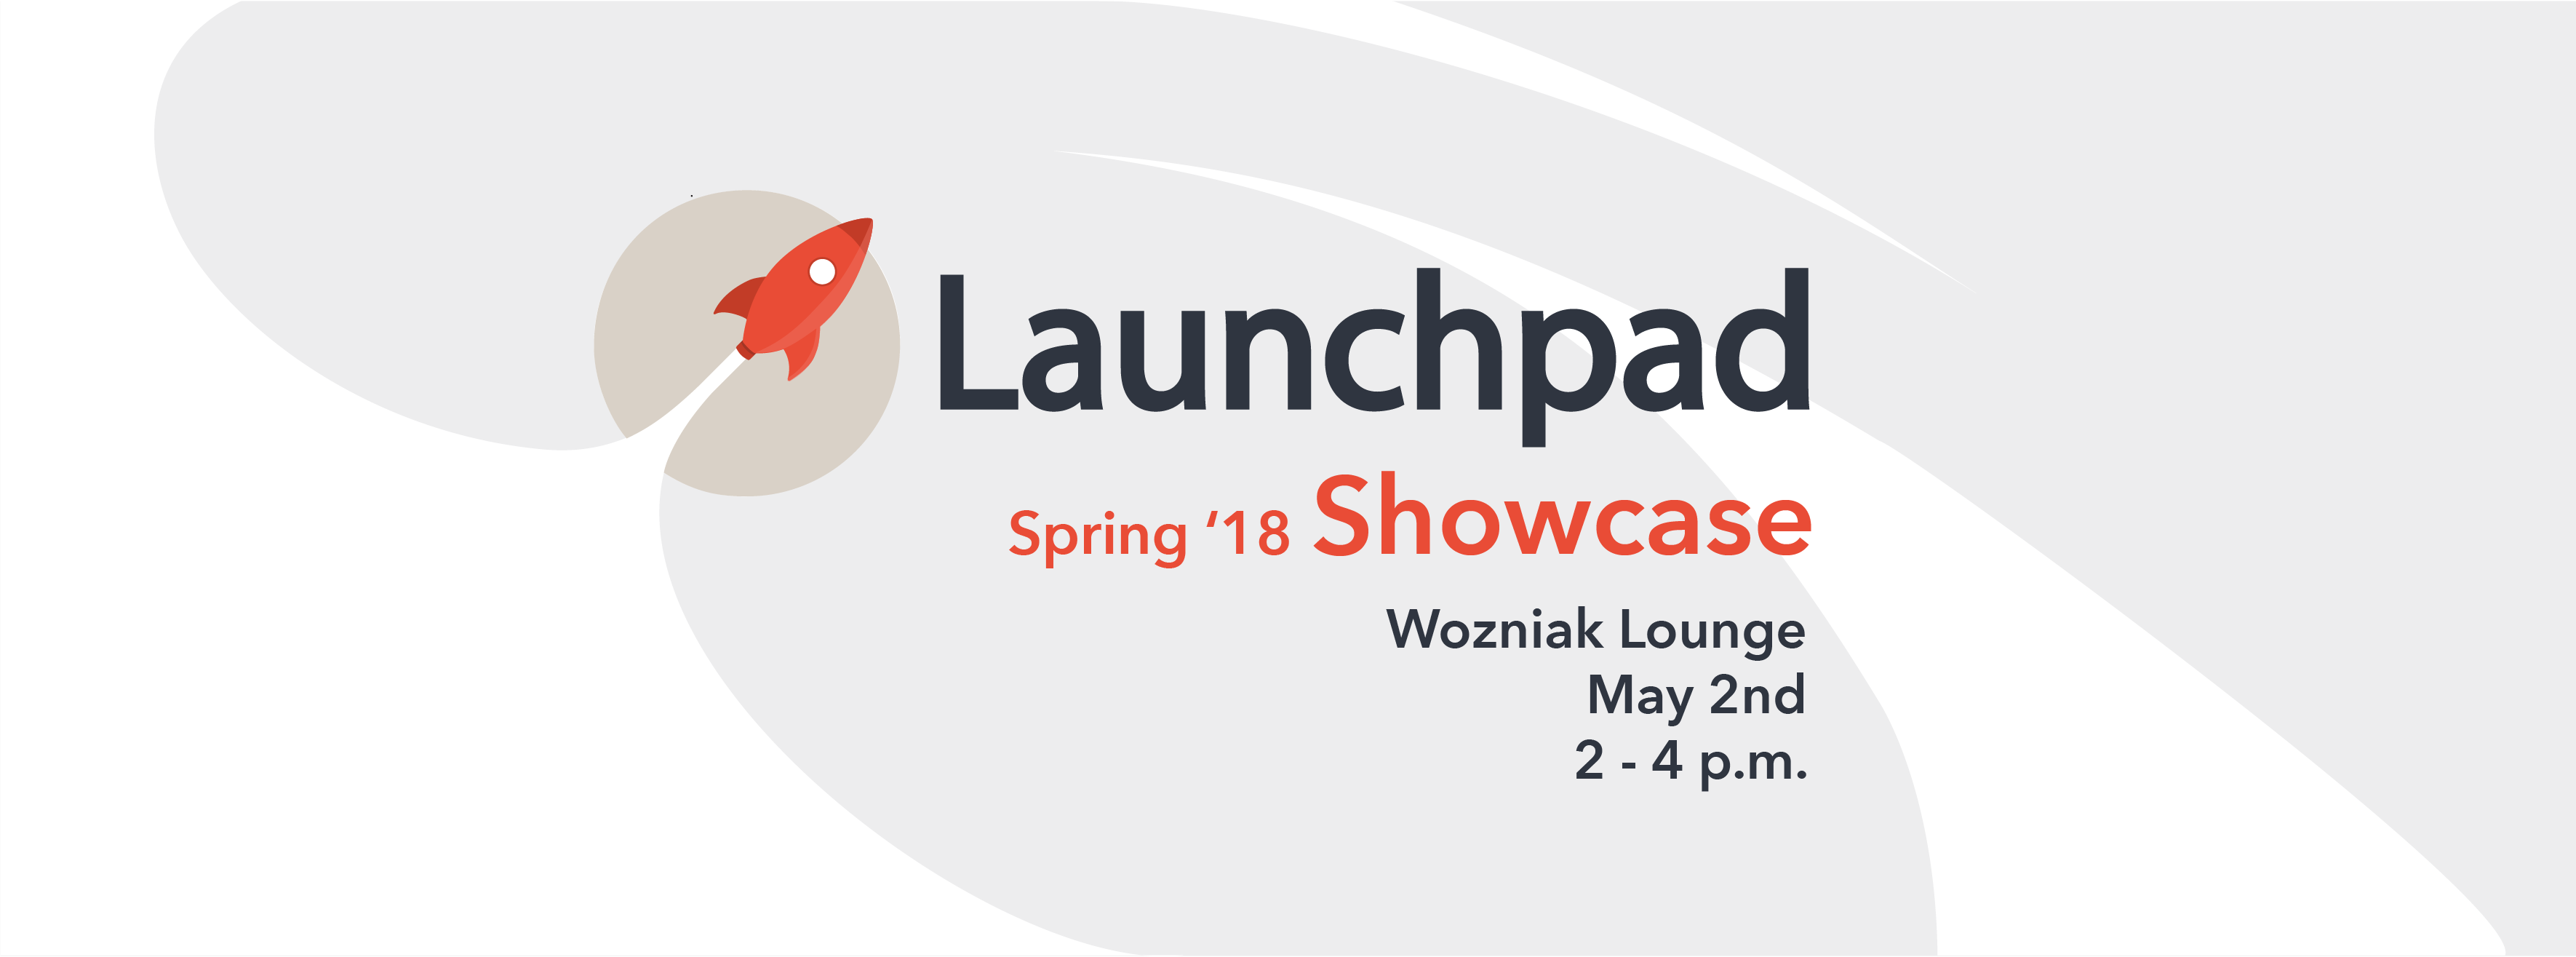 Launchpad
Spring ‘18 Showcase
Wozniak Lounge
May 2nd
2 - 4 p.m.